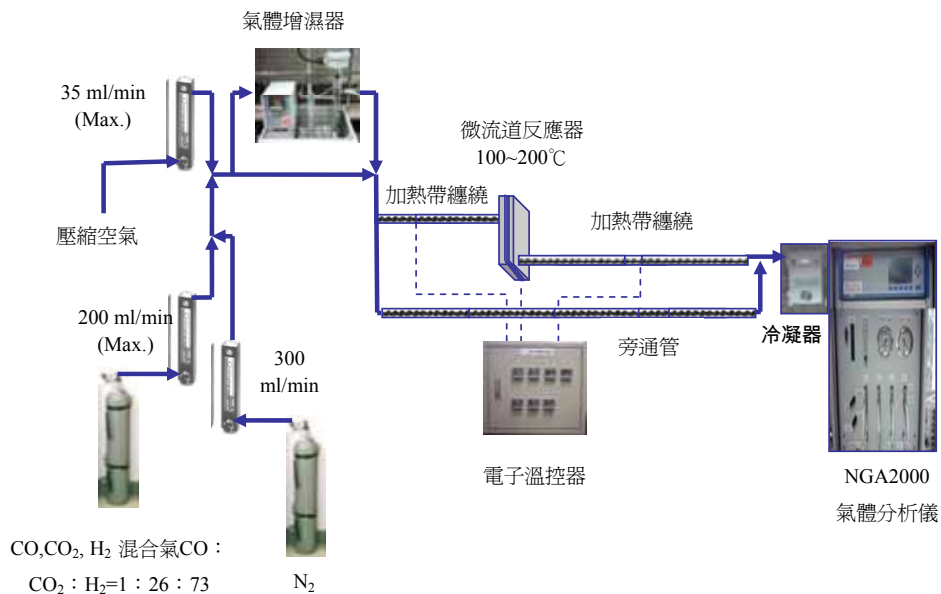 氣體增濕器
35 ml/min
(Max.)
微流道反應器
100~200℃
加熱帶纏繞
加熱帶纏繞
壓縮空氣
200 ml/min
(Max.)
300
ml/min
旁通管
冷凝器
電子溫控器
NGA2000
氣體分析儀
CO,CO₂, H₂ 混合氣CO：
CO₂：H₂=1：26：73
N₂